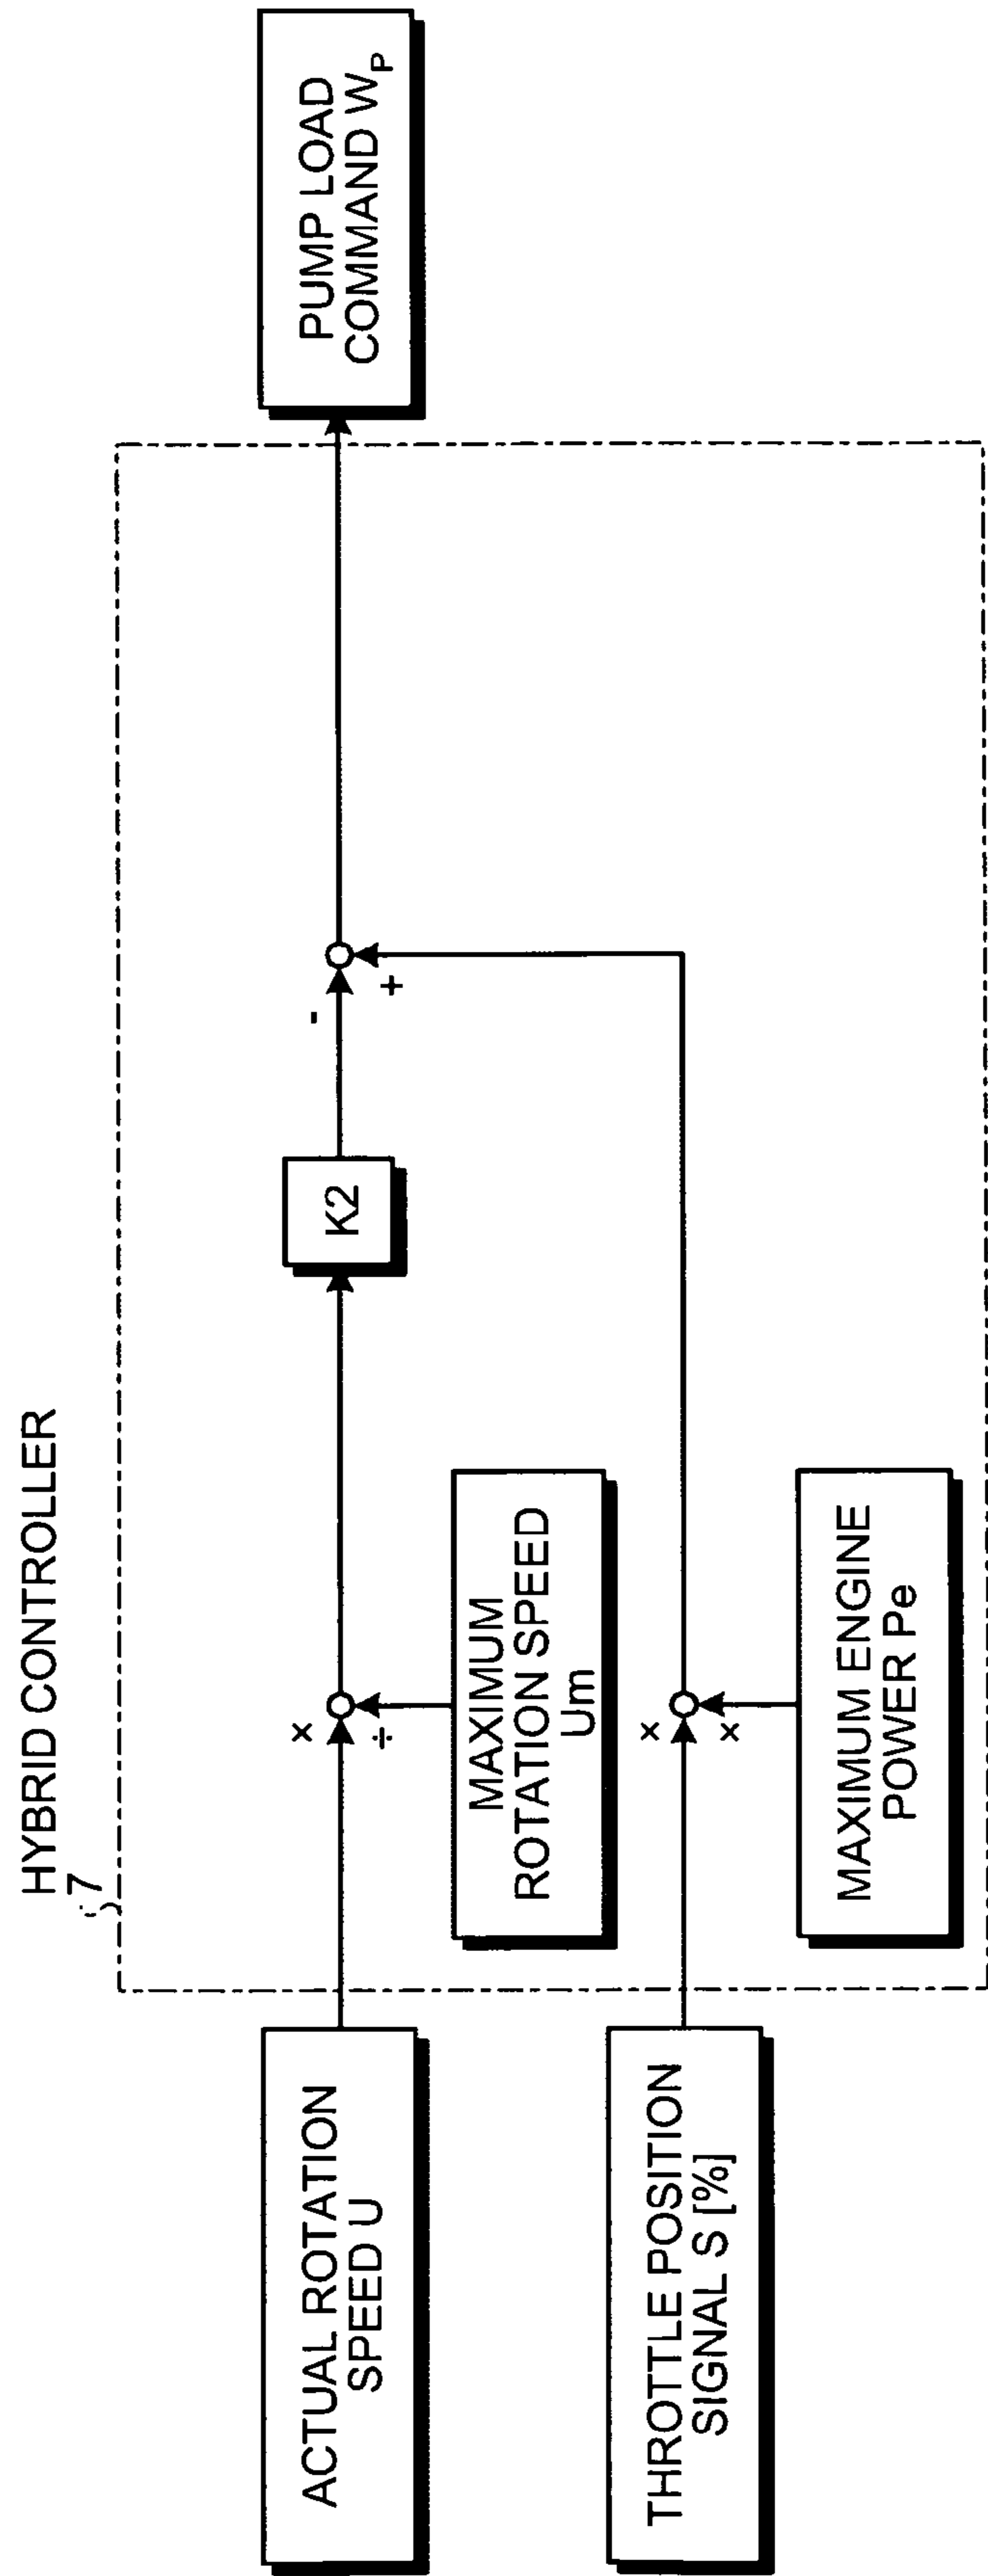 HYBRID CONTROLLER
7
ACTUAL ROTATION
SPEED U
×
÷
MAXIMUM
ROTATION SPEED
Um
K2
-
+
PUMP LOAD
COMMAND WP
THROTTLE POSITION
SIGNAL S [%]
×
×
MAXIMUM ENGINE
POWER Pe